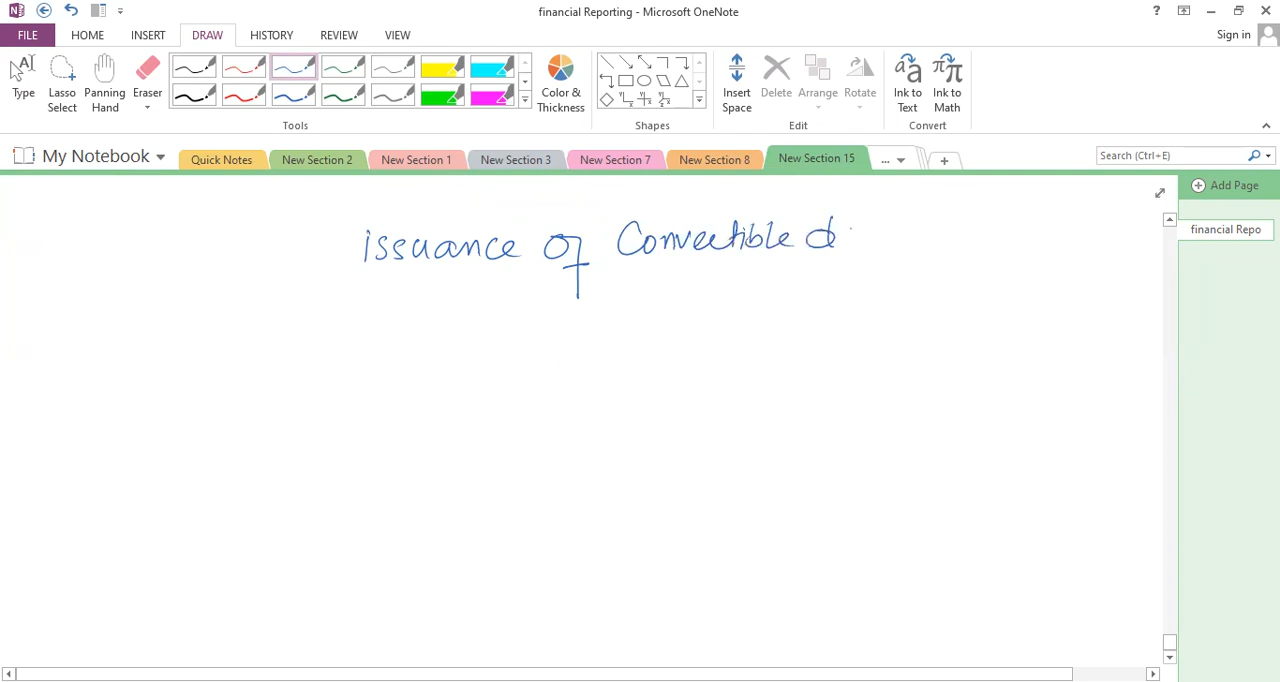 financial Reporting - Microsoft OneNote
?
FILE HOME INSERT DRAW HISTORY REVIEW VIEW
Sign in
Type Lasso Select Panning Hand Eraser
Color & Thickness
Insert Space Delete Arrange Rotate
Ink to Text Ink to Math
Tools Shapes Edit Convert
My Notebook Quick Notes New Section 2 New Section 1 New Section 3 New Section 7 New Section 8 New Section 15 ...
Search (Ctrl+E)
Add Page
financial Repo
issuance of Convertible d